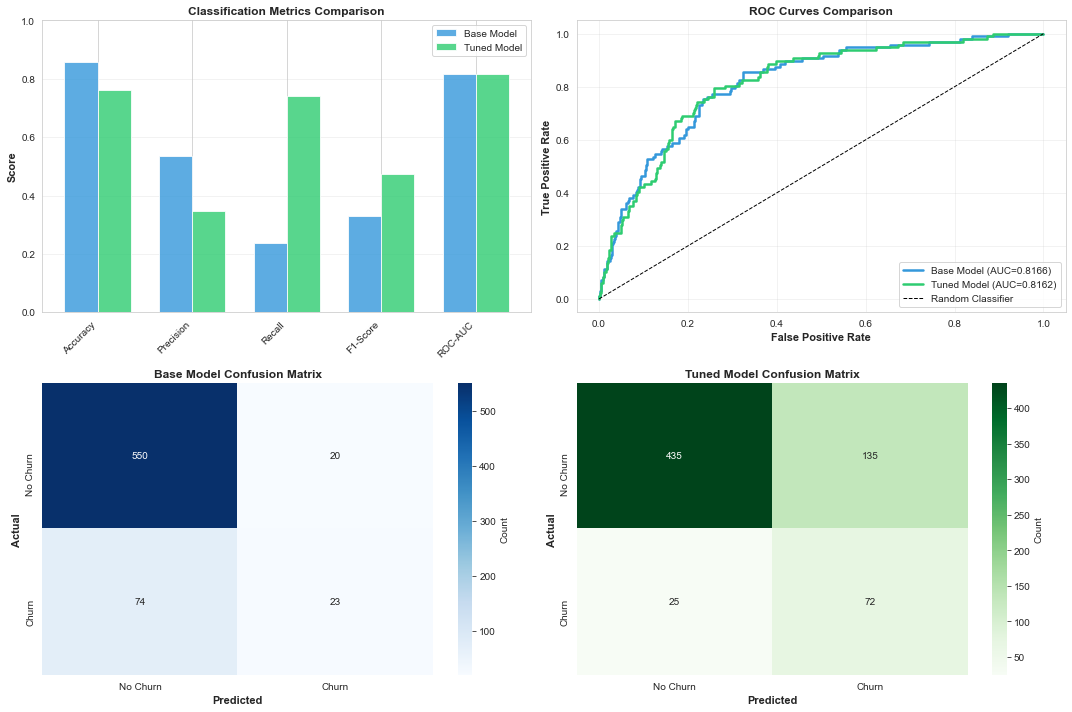 Classification Metrics Comparison
Score
1.0
0.8
0.6
0.4
0.2
0.0
Base Model
Tuned Model
Accuracy
Precision
Recall
F1-Score
ROC-AUC
ROC Curves Comparison
True Positive Rate
1.0
0.8
0.6
0.4
0.2
0.0
Base Model (AUC=0.8166)
Tuned Model (AUC=0.8162)
Random Classifier
0.0 0.2 0.4 0.6 0.8 1.0
False Positive Rate
Base Model Confusion Matrix
Actual
No Churn
Churn
550 20
74 23
No Churn Churn
Predicted
500
400
300
200
100
Count
Tuned Model Confusion Matrix
Actual
No Churn
Churn
435 135
25 72
No Churn Churn
Predicted
400
350
300
250
200
150
100
50
Count